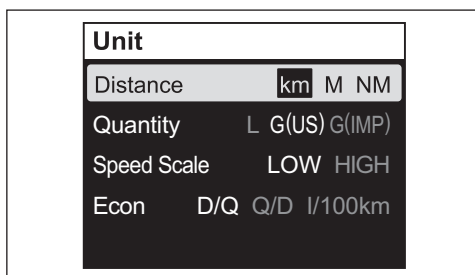 Unit
Distance km M NM
Quantity L G(US) G(IMP)
Speed Scale LOW HIGH
Econ D/Q Q/D l/100km